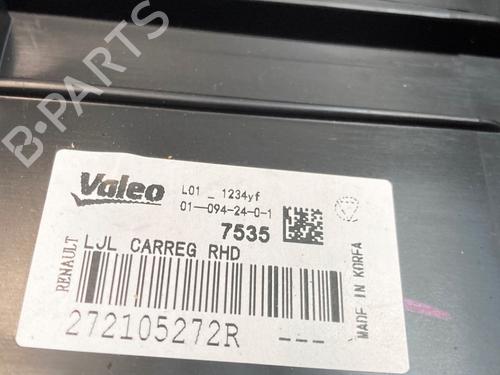 B-PARTS
Valeo
L01 _ 1234yf
01-094-24-0-1
7535
RENAULT
LJL CARREG RHD
272105272R ---
MADE IN KOREA